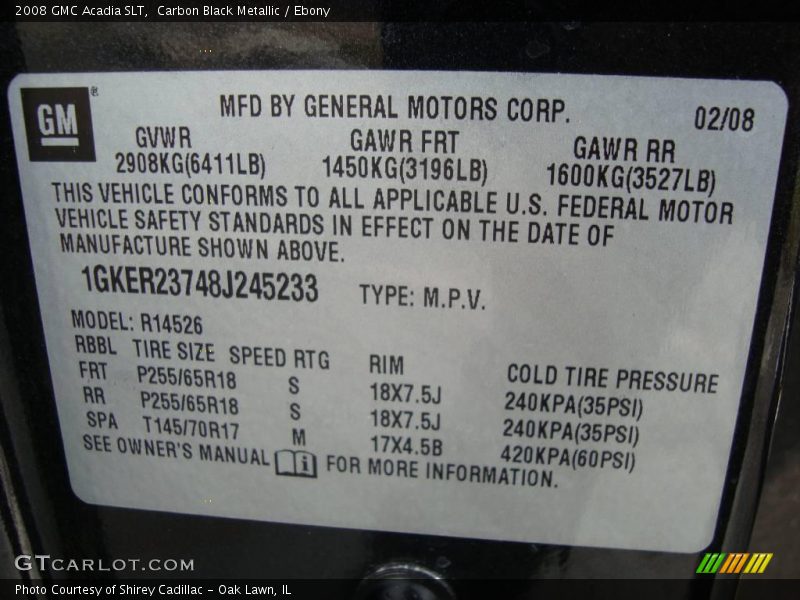 2008 GMC Acadia SLT,  Carbon Black Metallic / Ebony
GM®
MFD BY GENERAL MOTORS CORP.
02/08
GVWR GAWR FRT GAWR RR
2908KG(6411LB) 1450KG(3196LB) 1600KG(3527LB)
THIS VEHICLE CONFORMS TO ALL APPLICABLE U.S. FEDERAL MOTOR
VEHICLE SAFETY STANDARDS IN EFFECT ON THE DATE OF
MANUFACTURE SHOWN ABOVE.
1GKER23748J245233 TYPE: M.P.V.
MODEL: R14526
RBBL TIRE SIZE SPEED RTG RIM COLD TIRE PRESSURE
FRT P255/65R18 S 18X7.5J 240KPA(35PSI)
RR P255/65R18 S 18X7.5J 240KPA(35PSI)
SPA T145/70R17 M 17X4.5B 420KPA(60PSI)
SEE OWNER'S MANUAL i FOR MORE INFORMATION.
GTCARLOT.COM
Photo Courtesy of Shirey Cadillac - Oak Lawn, IL